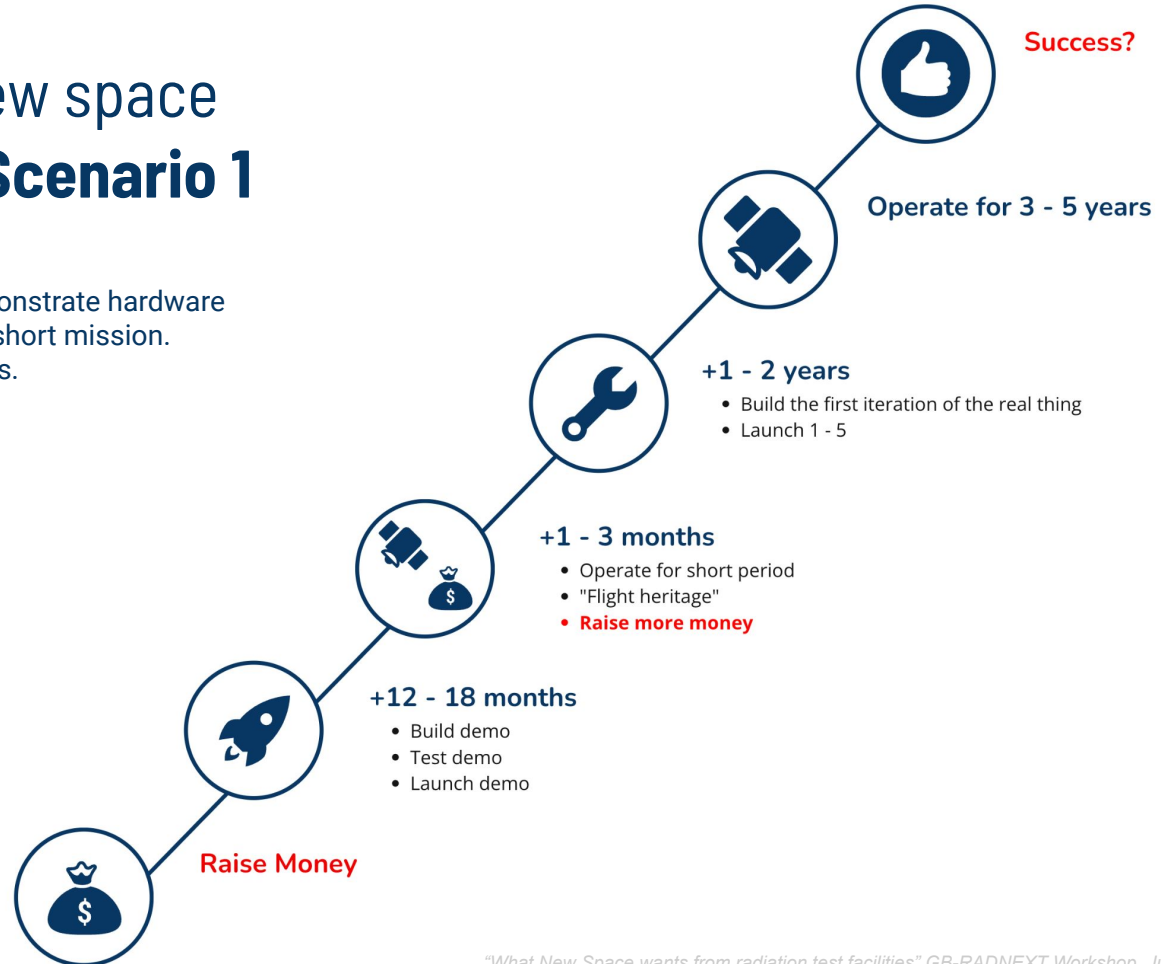 ew space
Scenario 1
onstrate hardware
short mission.
s.
Success?
Operate for 3 - 5 years
+1 - 2 years
• Build the first iteration of the real thing
• Launch 1 - 5
+1 - 3 months
• Operate for short period
• "Flight heritage"
• Raise more money
+12 - 18 months
• Build demo
• Test demo
• Launch demo
Raise Money
$
$
“What New Space wants from radiation test facilities” GB-RADNEXT Workshop,